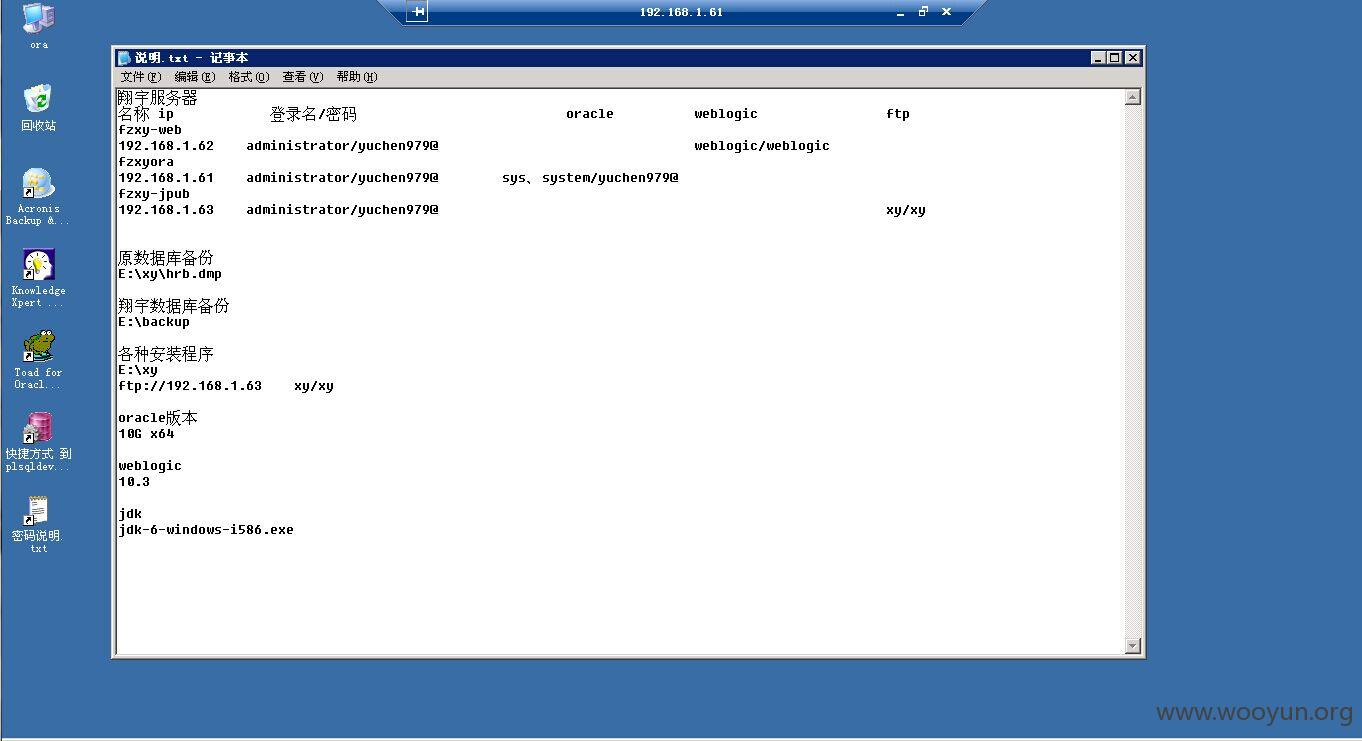 192.168.1.61
ora
回收站
Acronis
Backup &...
Knowledge
Xpert ...
Toad for
Oracl...
快捷方式 到
plsqldev...
密码说明.
txt
说明.txt - 记事本
文件(F) 编辑(E) 格式(O) 查看(V) 帮助(H)
翔宇服务器
名称 ip 登录名/密码 oracle weblogic ftp
fzxy-web
192.168.1.62 administrator/yuchen979@ weblogic/weblogic
fzxyora
192.168.1.61 administrator/yuchen979@ sys、system/yuchen979@
fzxy-jpub
192.168.1.63 administrator/yuchen979@ xy/xy
原数据库备份
E:\xy\hrb.dmp
翔宇数据库备份
E:\backup
各种安装程序
E:\xy
ftp://192.168.1.63 xy/xy
oracle版本
10G x64
weblogic
10.3
jdk
jdk-6-windows-i586.exe
www.wooyun.org